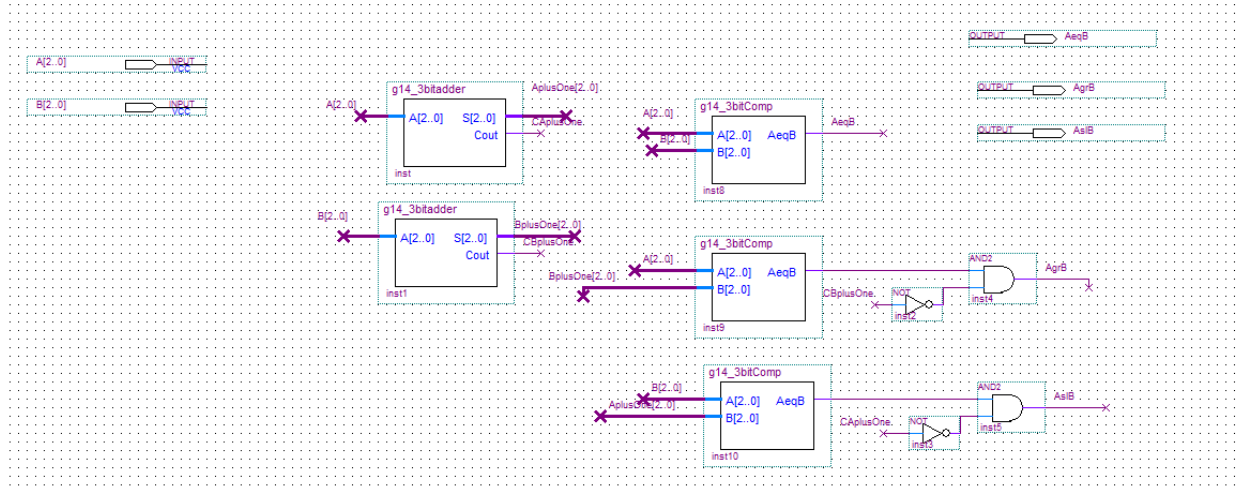 OUTPUT AeqB
A[2..0] INPUT
VCC
B[2..0] INPUT
VCC
OUTPUT AgrB
OUTPUT AslB
g14_3bitadder
A[2..0]
AplusOne[2..0]
A[2..0] S[2..0]
CAplusOne.
Cout
inst
g14_3bitComp
A[2..0]
B[2..0]
A[2..0] AeqB
B[2..0]
AeqB
inst8
g14_3bitadder
B[2..0]
BplusOne[2..0]
A[2..0] S[2..0]
CBplusOne.
Cout
inst1
g14_3bitComp
A[2..0]
BplusOne[2..0]
A[2..0] AeqB
B[2..0]
inst9
CBplusOne.
NOT
inst2
AND2
AgrB
inst4
g14_3bitComp
B[2..0]
AplusOne[2..0]
A[2..0] AeqB
B[2..0]
inst10
CAplusOne.
NOT
inst3
AND2
AslB
inst5